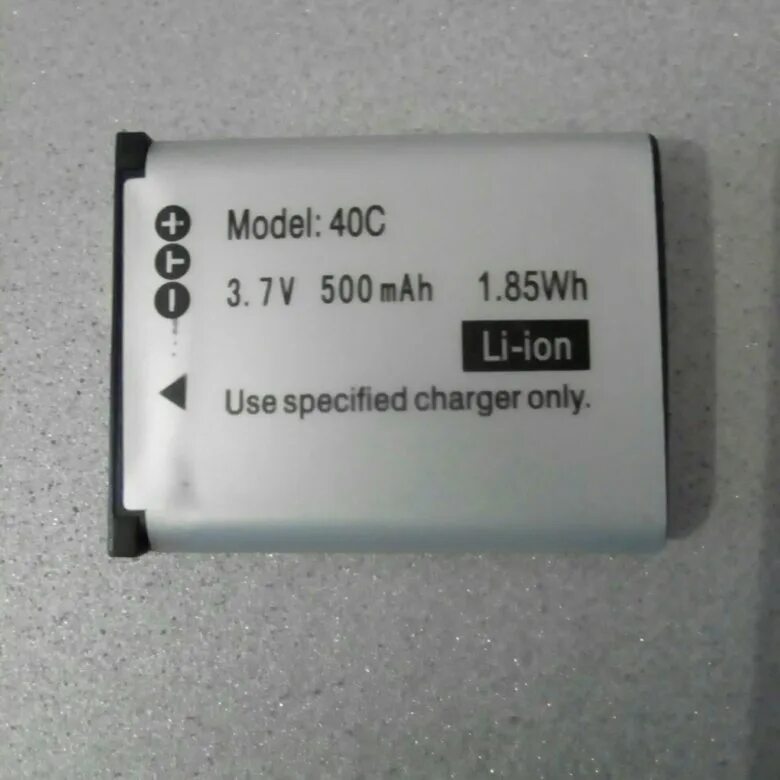 Model: 40C
+ T - 3.7V 500mAh 1.85Wh
Li-ion
Use specified charger only.